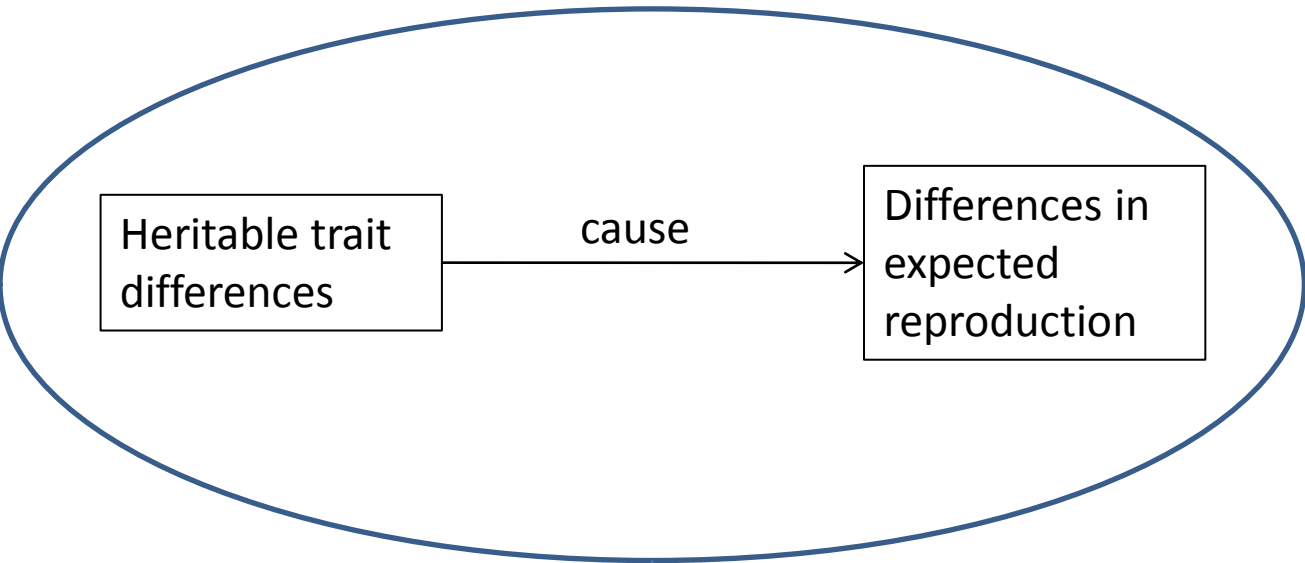 Heritable trait
differences
cause
Differences in
expected
reproduction